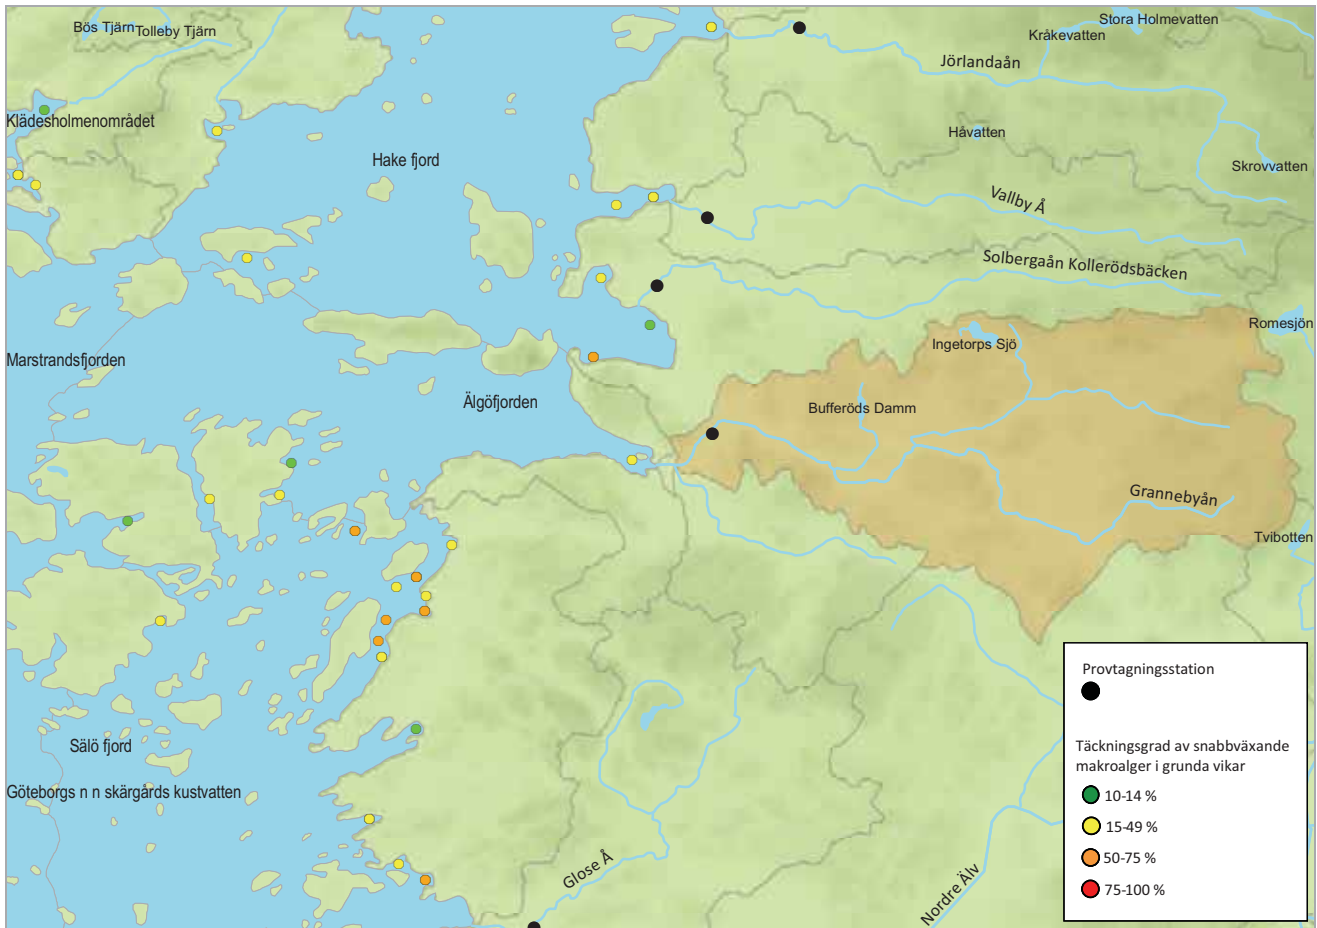 Bös Tjärn
Tolleby Tjärn
Stora Holmevatten
Kråkevatten
Jörlandaån
Klädesholmenområdet
Håvatten
Hake fjord
Skrovvatten
Vallby Å
Solbergaån Kollerödsbäcken
Romesjön
Ingetorps Sjö
Marstrandsfjorden
Älgöfjorden
Bufferöds Damm
Grannebyån
Tvibotten
Sälö fjord
Göteborgs n n skärgårds kustvatten
Glose Å
Nordre Älv
Provtagningsstation
Täckningsgrad av snabbväxande
makroalger i grunda vikar
10-14 %
15-49 %
50-75 %
75-100 %